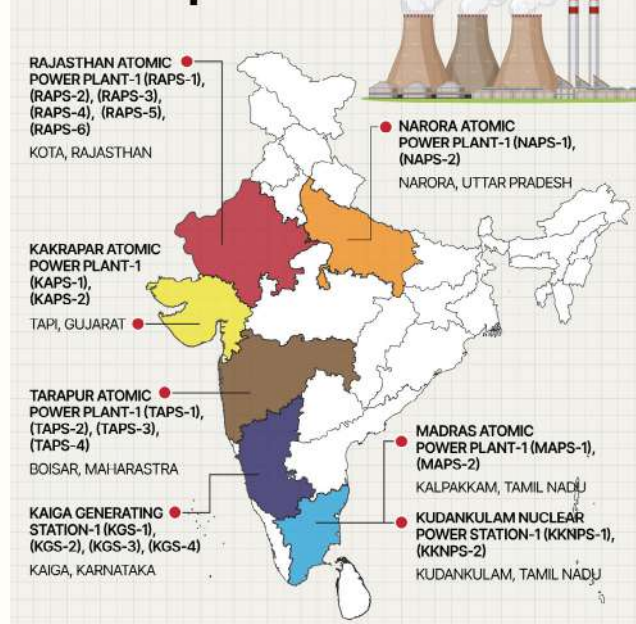 RAJASTHAN ATOMIC
POWER PLANT-1 (RAPS-1),
(RAPS-2), (RAPS-3),
(RAPS-4), (RAPS-5),
(RAPS-6)
KOTA, RAJASTHAN
NARORA ATOMIC
POWER PLANT-1 (NAPS-1),
(NAPS-2)
NARORA, UTTAR PRADESH
KAKRAPAR ATOMIC
POWER PLANT-1
(KAPS-1),
(KAPS-2)
TAPI, GUJARAT
TARAPUR ATOMIC
POWER PLANT-1 (TAPS-1),
(TAPS-2), (TAPS-3),
(TAPS-4)
BOISAR, MAHARASTRA
MADRAS ATOMIC
POWER PLANT-1 (MAPS-1),
(MAPS-2)
KALPAKKAM, TAMIL NADU
KAIGA GENERATING
STATION-1 (KGS-1),
(KGS-2), (KGS-3), (KGS-4)
KAIGA, KARNATAKA
KUDANKULAM NUCLEAR
POWER STATION-1 (KKNPS-1),
(KKNPS-2)
KUDANKULAM, TAMIL NADU